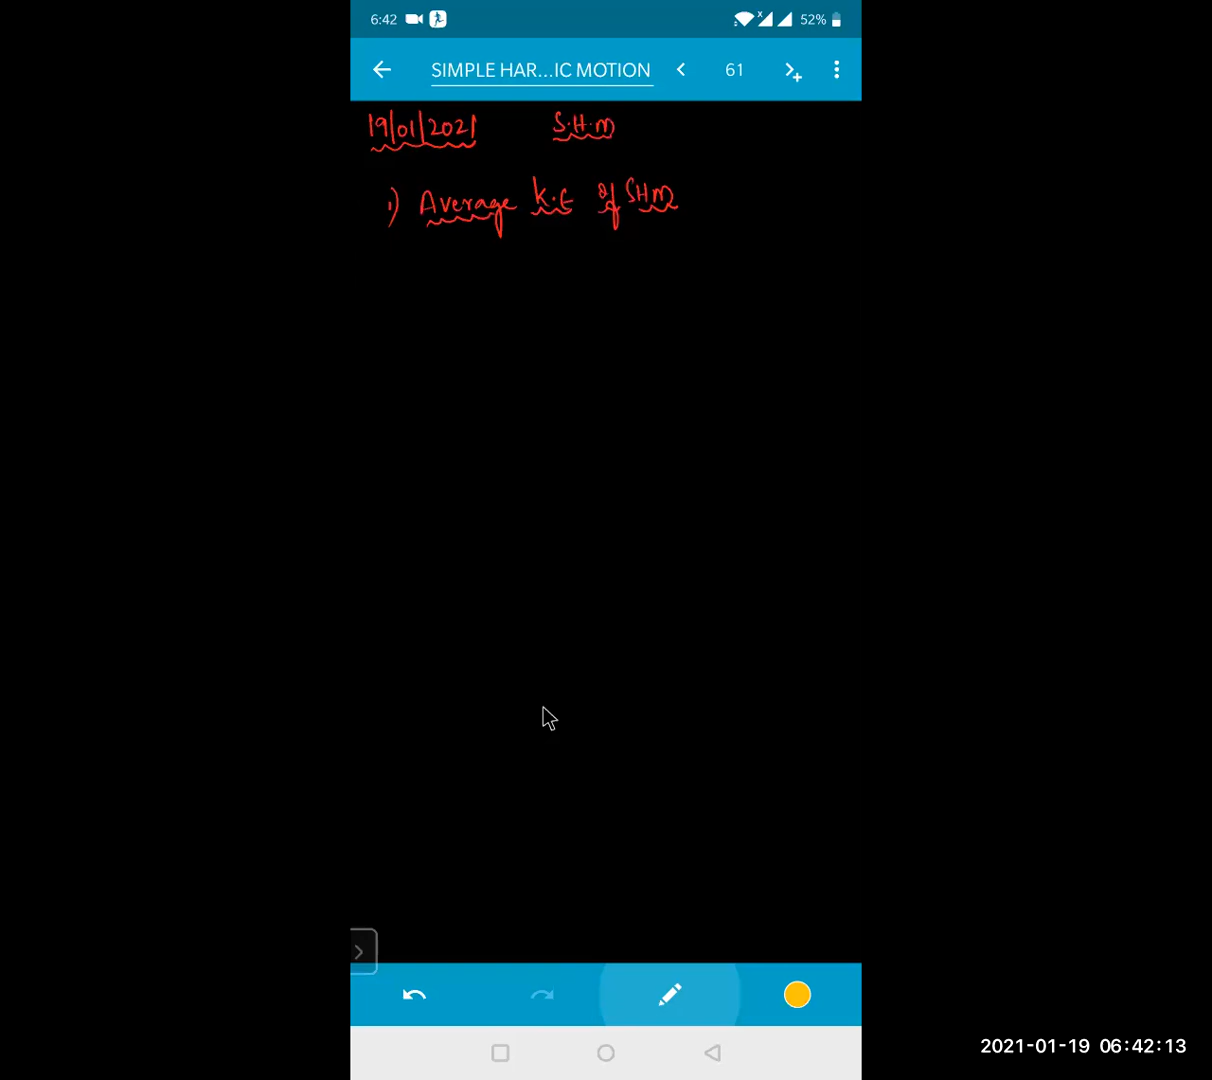 6:42 52%
SIMPLE HAR...IC MOTION 61
19/01/2021 S.H.M
1) Average K.E of SHM
2021-01-19 06:42:13